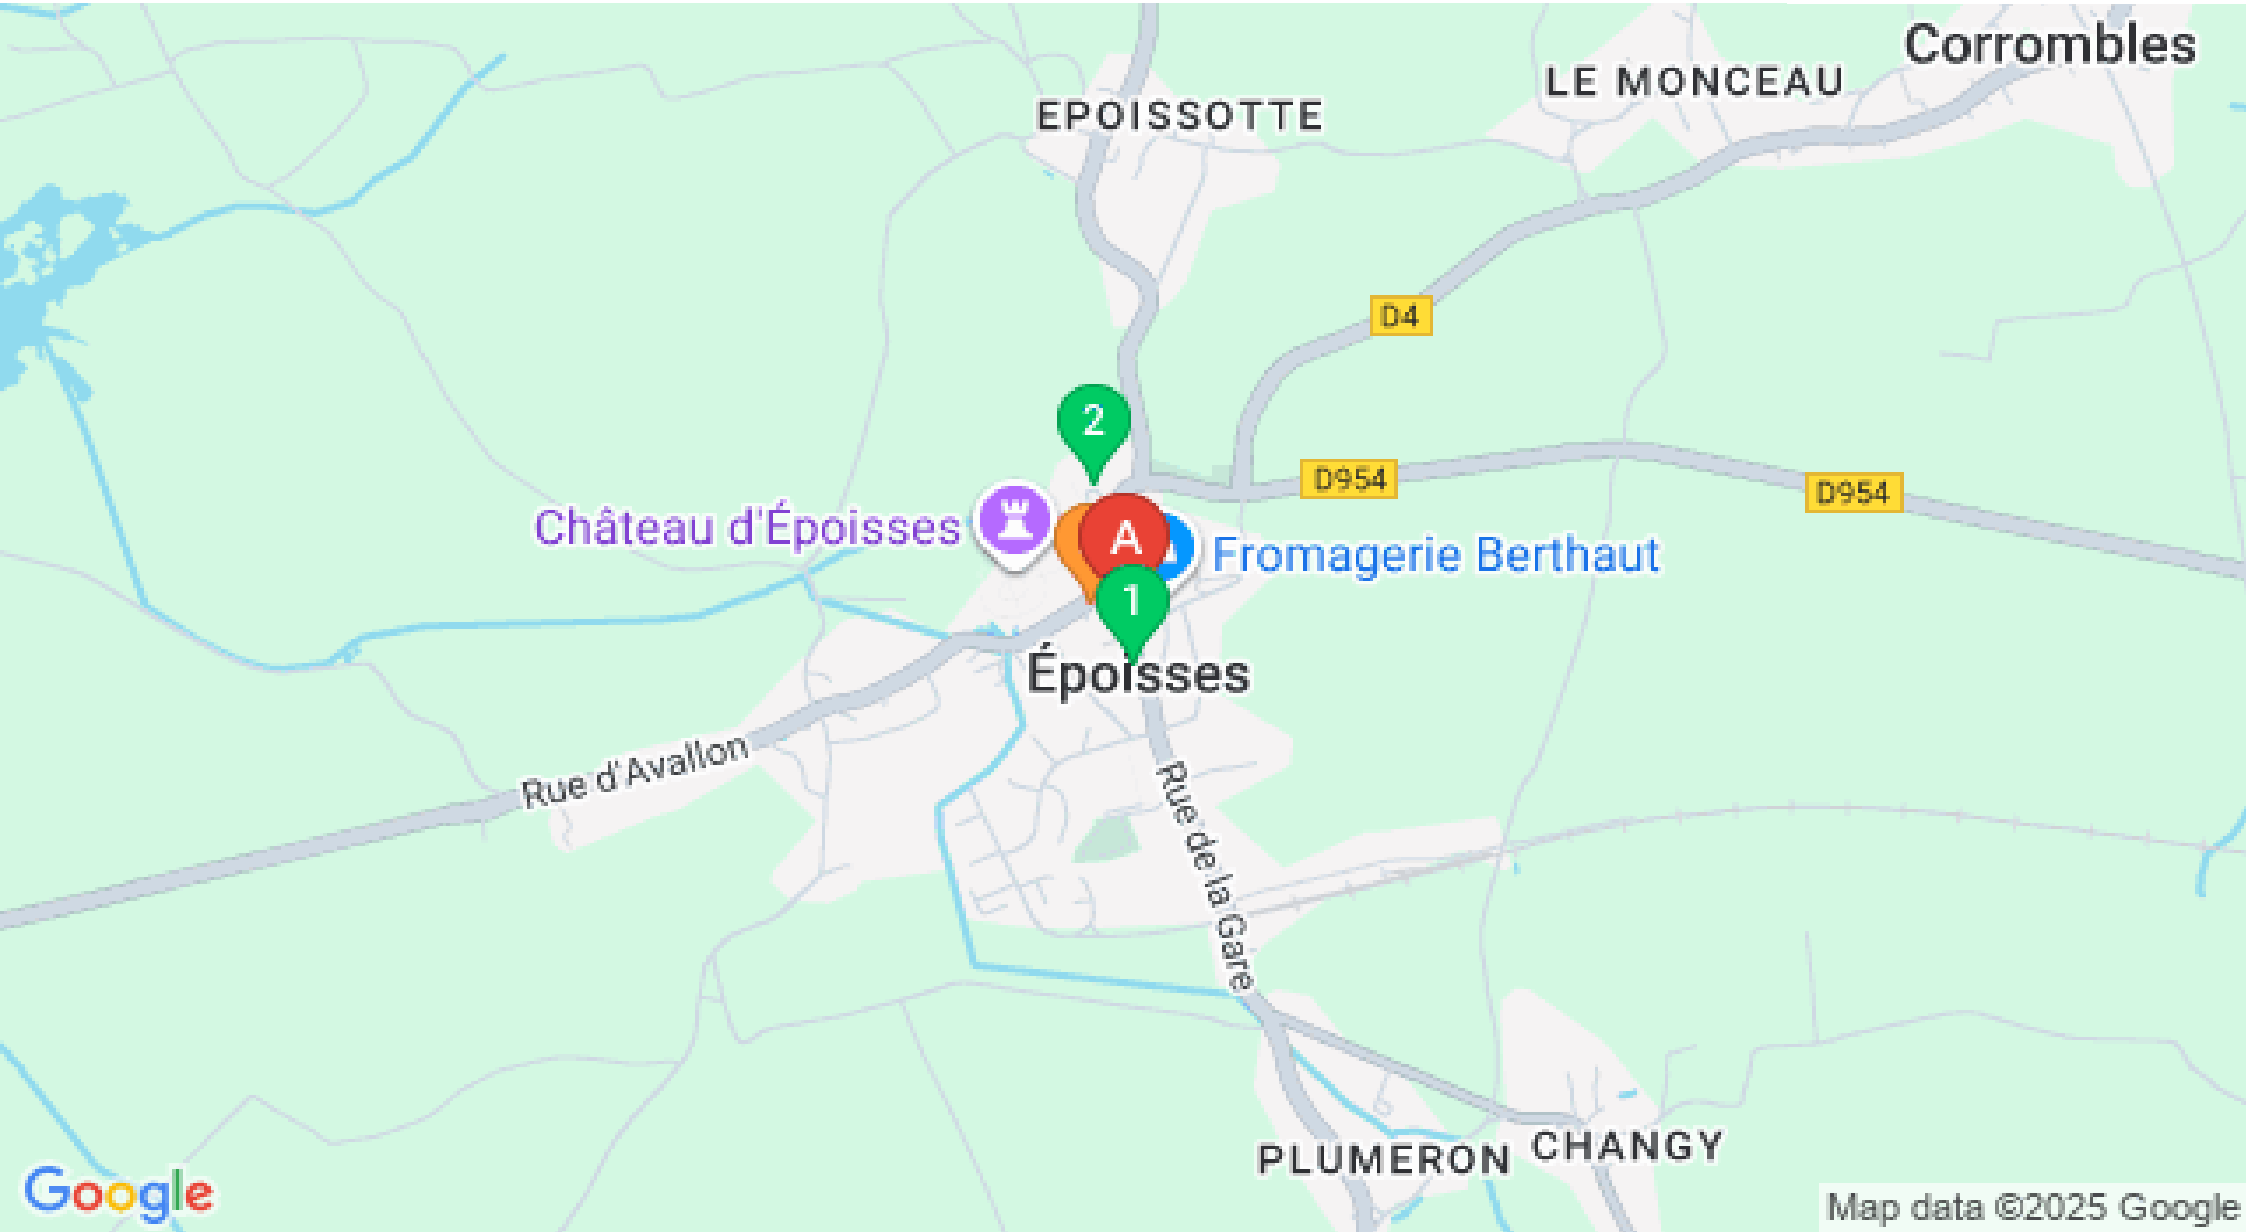 Corrombles
LE MONCEAU
EPOISSOTTE
D4
2
D954
D954
Château d'Époisses
A
Fromagerie Berthaut
1
Époisses
Rue d'Avallon
Rue de la Gare
PLUMERON
CHANGY
Google
Map data ©2025 Google